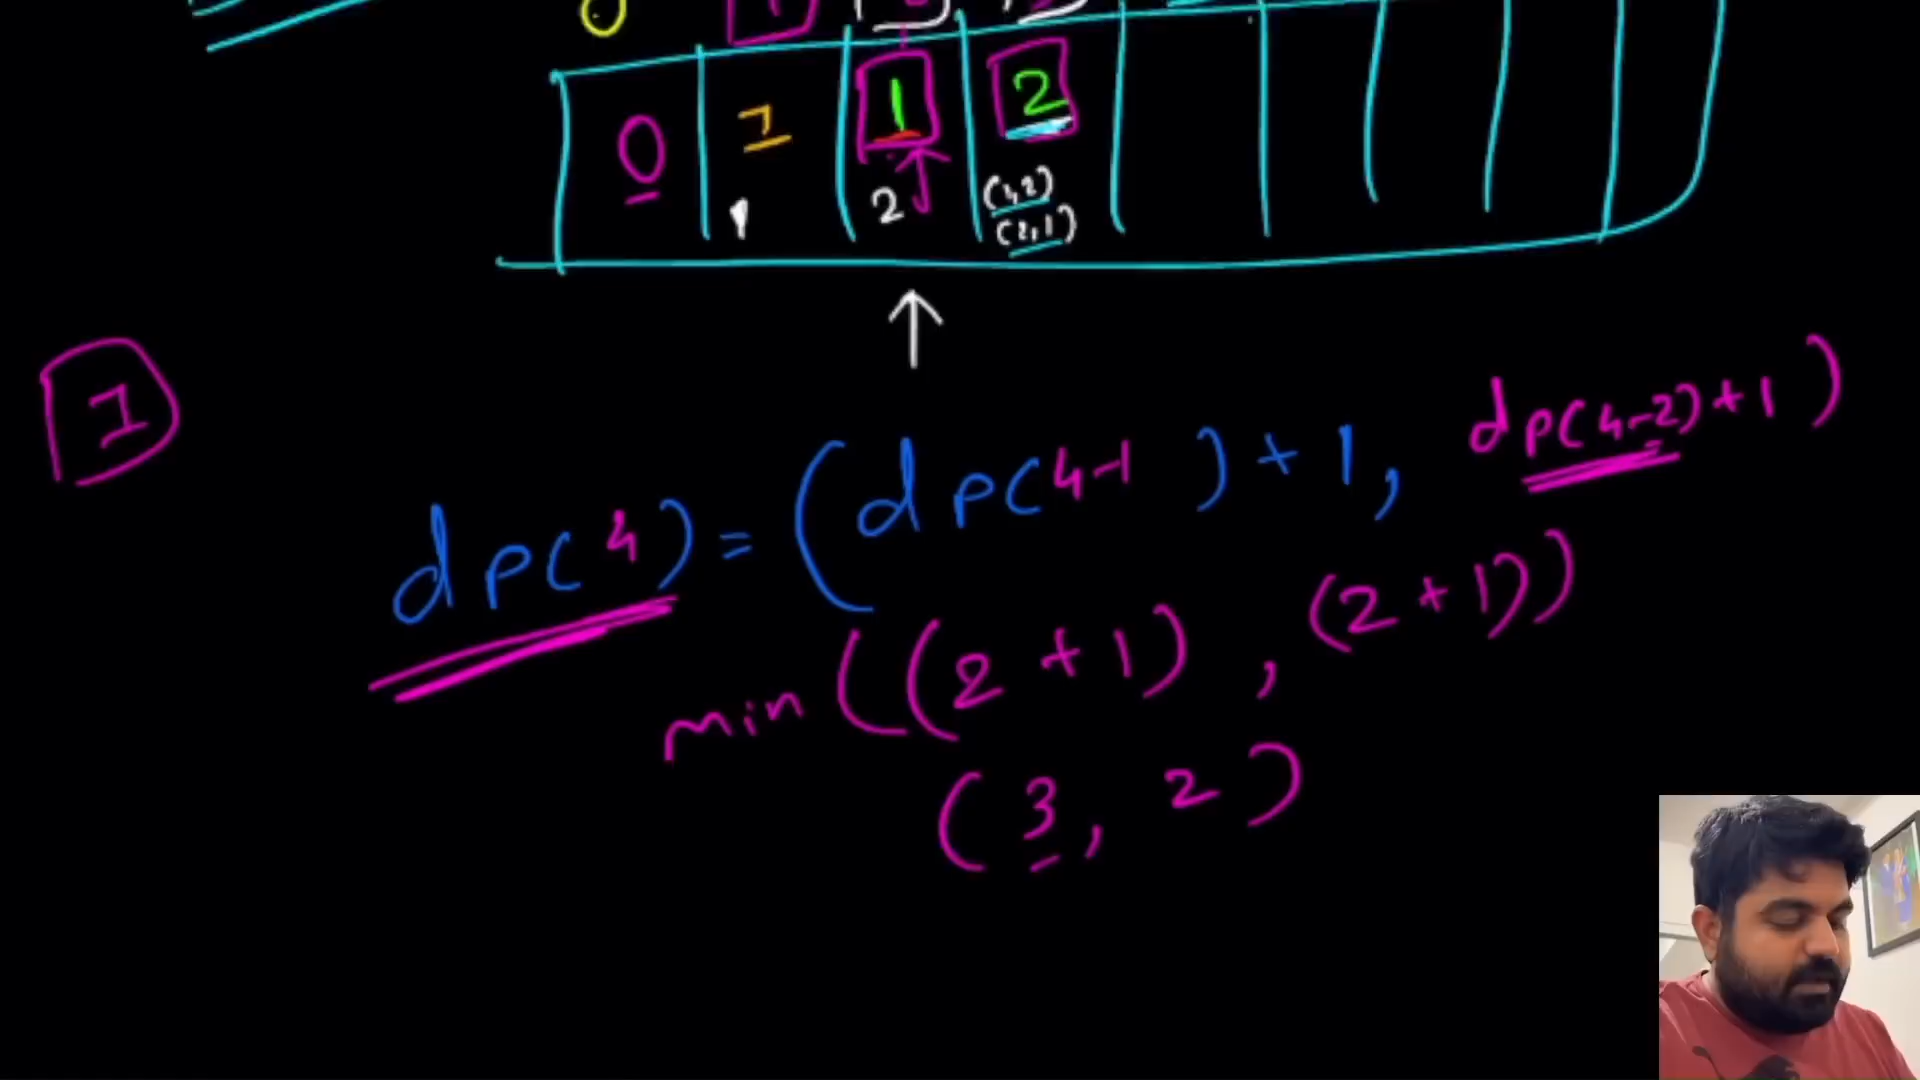 0 1 1 2
1 2 (1,2)
(2,1)
1
dp(4) = (dp(4-1) + 1, dp(4-2)+1)
min((2+1), (2+1))
(3, 2)